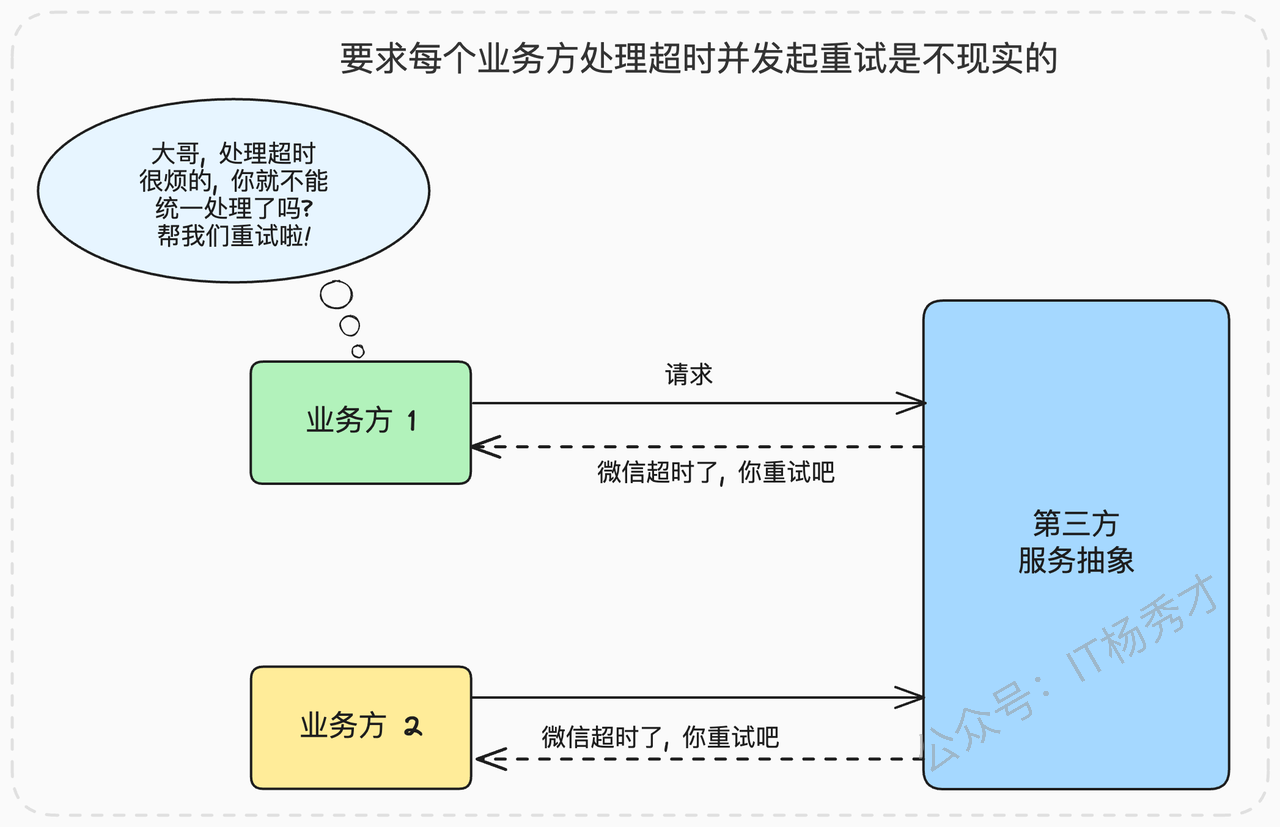 要求每个业务方处理超时并发起重试是不现实的
大哥，处理超时
很烦的，你就不能
统一处理了吗?
帮我们重试啦!
业务方 1
请求
微信超时了，你重试吧
第三方
服务抽象
业务方 2
微信超时了，你重试吧
公众号：IT杨秀才